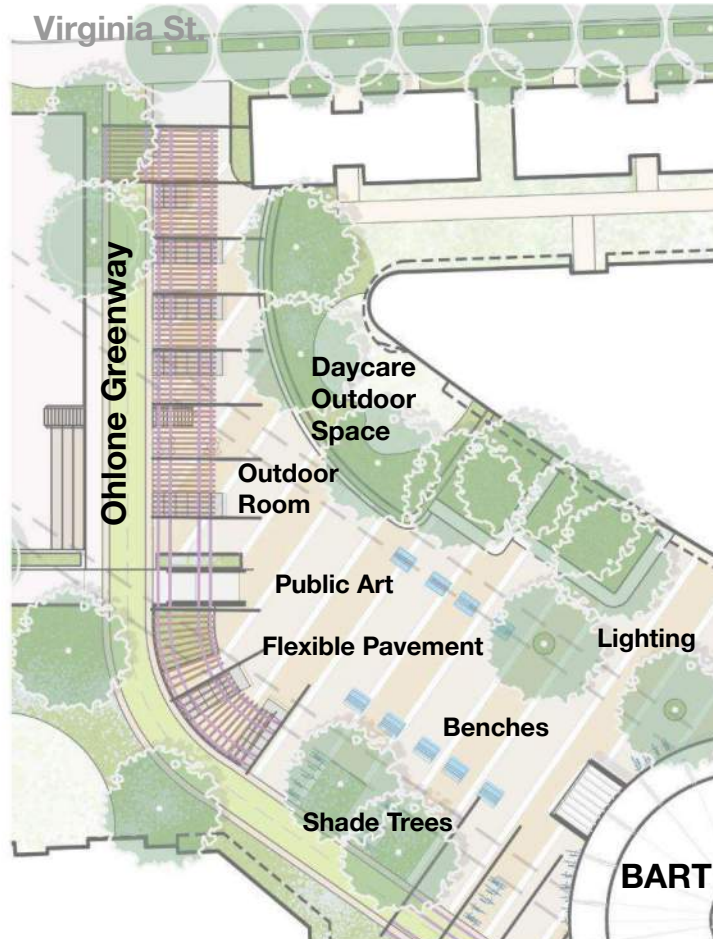 Virginia St.
Ohlone Greenway
Daycare
Outdoor
Space
Outdoor
Room
Public Art
Flexible Pavement
Lighting
Benches
Shade Trees
BART